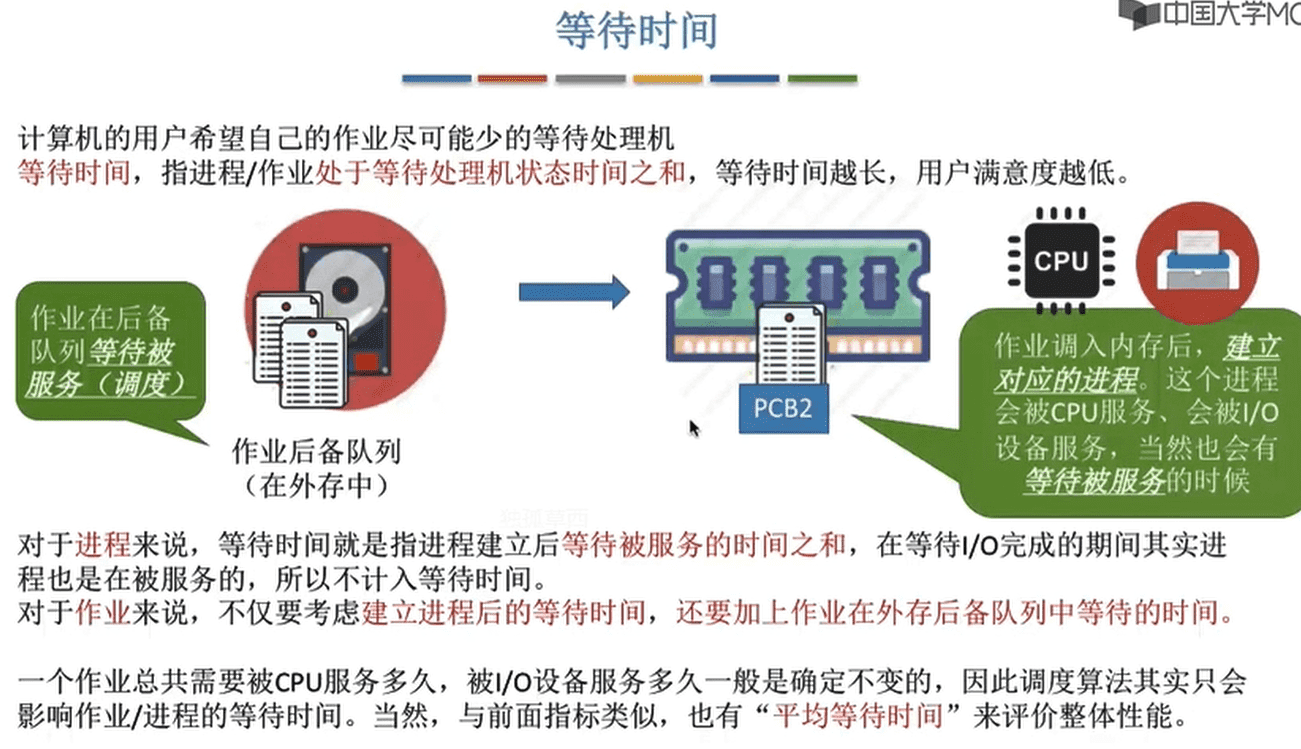 中国大学MO
等待时间
计算机的用户希望自己的作业尽可能少的等待处理机
等待时间，指进程/作业处于等待处理机状态时间之和，等待时间越长，用户满意度越低。
作业在后备
队列等待被
服务（调度）
作业后备队列
（在外存中）
PCB2
CPU
作业调入内存后，建立
对应的进程。这个进程
会被CPU服务、会被I/O
设备服务，当然也会有
等待被服务的时候
独孤草西
对于进程来说，等待时间就是指进程建立后等待被服务的时间之和，在等待I/O完成的期间其实进
程也是在被服务的，所以不计入等待时间。
对于作业来说，不仅要考虑建立进程后的等待时间，还要加上作业在外存后备队列中等待的时间。
一个作业总共需要被CPU服务多久，被I/O设备服务多久一般是确定不变的，因此调度算法其实只会
影响作业/进程的等待时间。当然，与前面指标类似，也有“平均等待时间”来评价整体性能。